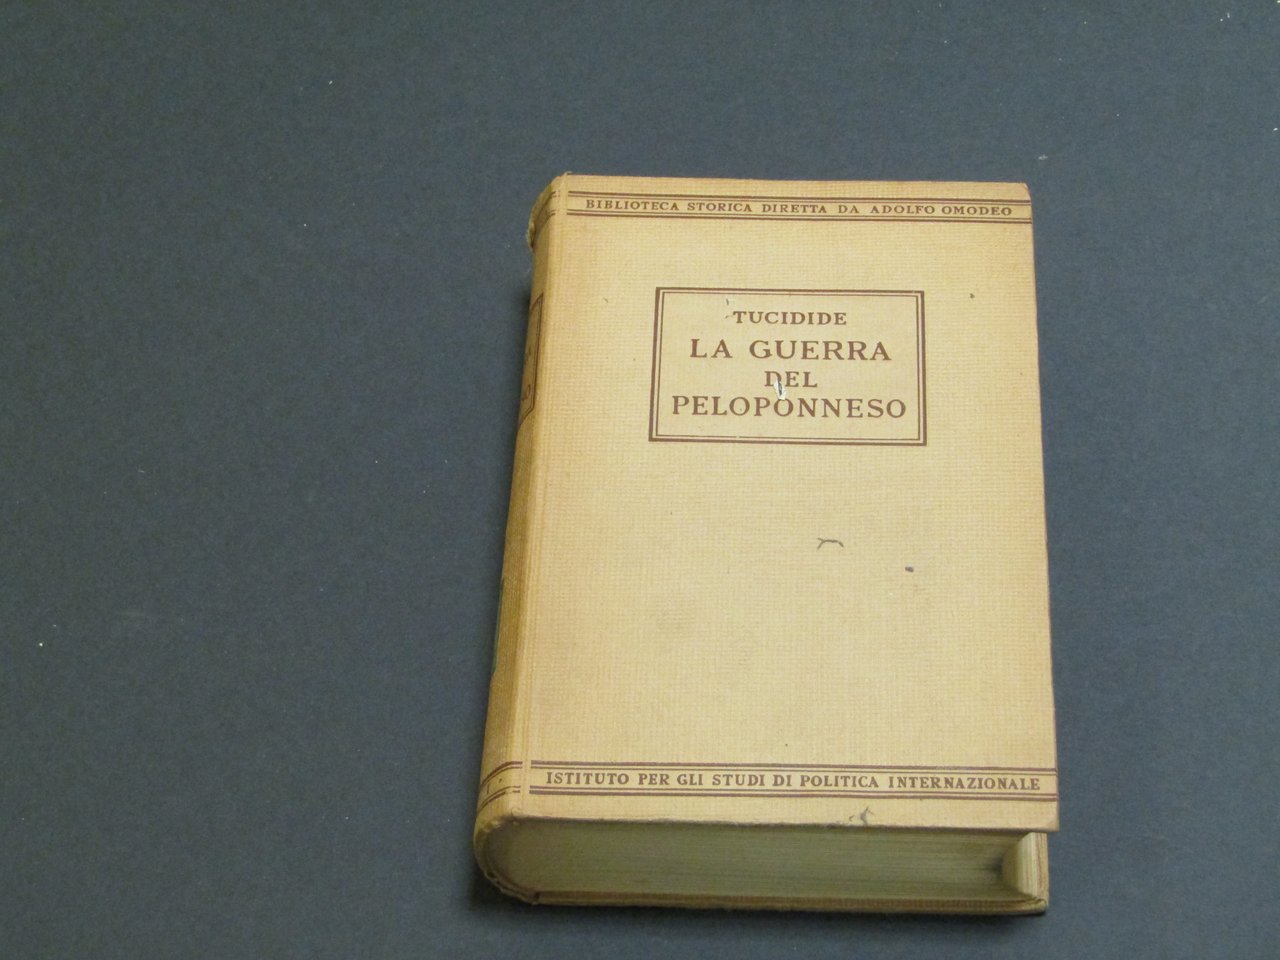 BIBLIOTECA STORICA DIRETTA DA ADOLFO OMODEO
TUCIDIDE
LA GUERRA
DEL
PELOPONNESO
ISTITUTO PER GLI STUDI DI POLITICA INTERNAZIONALE